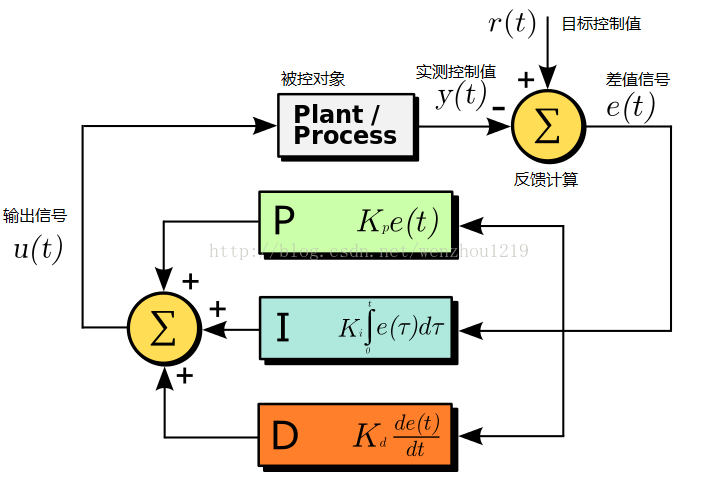 r(t) 目标控制值
被控对象
实测控制值
差值信号
Plant /
Process
y(t)
+
-
Σ
e(t)
反馈计算
输出信号
u(t)
P K_p e(t)
http://blog.csdn.net/wenzhou1219
+
+
Σ
I K_i ∫_0^t e(τ)dτ
+
D K_d de(t)/dt